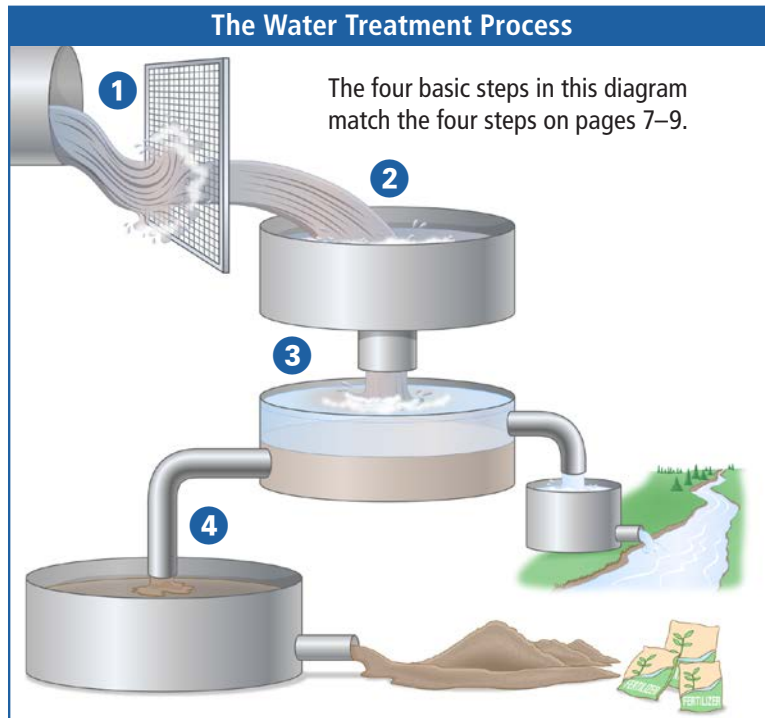 The Water Treatment Process
1
The four basic steps in this diagram
match the four steps on pages 7–9.
2
3
4
FERTILIZER
FERTILIZER